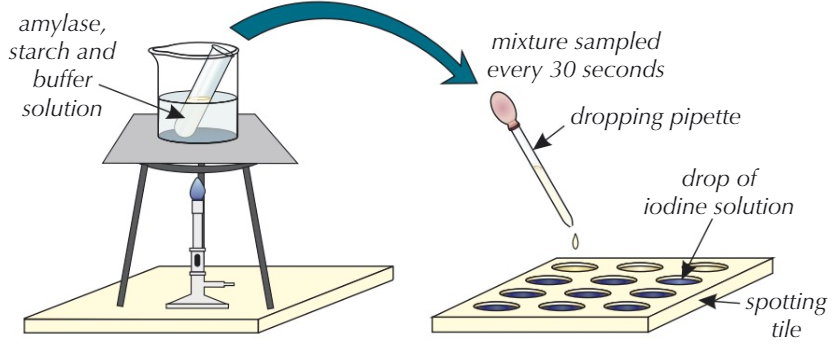 amylase,
starch and
buffer
solution
mixture sampled
every 30 seconds
dropping pipette
drop of
iodine solution
spotting
tile